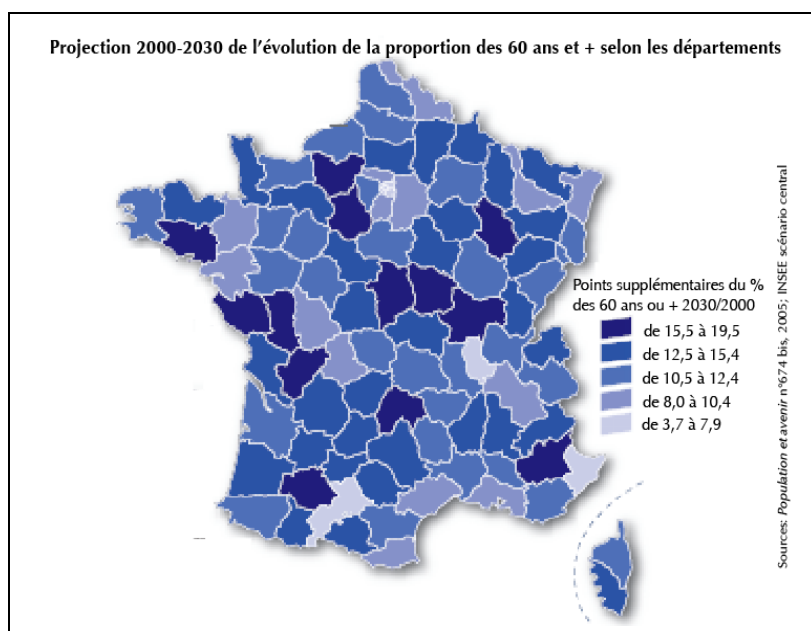 Projection 2000-2030 de l'évolution de la proportion des 60 ans et + selon les départements
Points supplémentaires du %
des 60 ans ou + 2030/2000
de 15,5 à 19,5
de 12,5 à 15,4
de 10,5 à 12,4
de 8,0 à 10,4
de 3,7 à 7,9
Sources: Population et avenir n°674 bis, 2005; INSEE scénario central